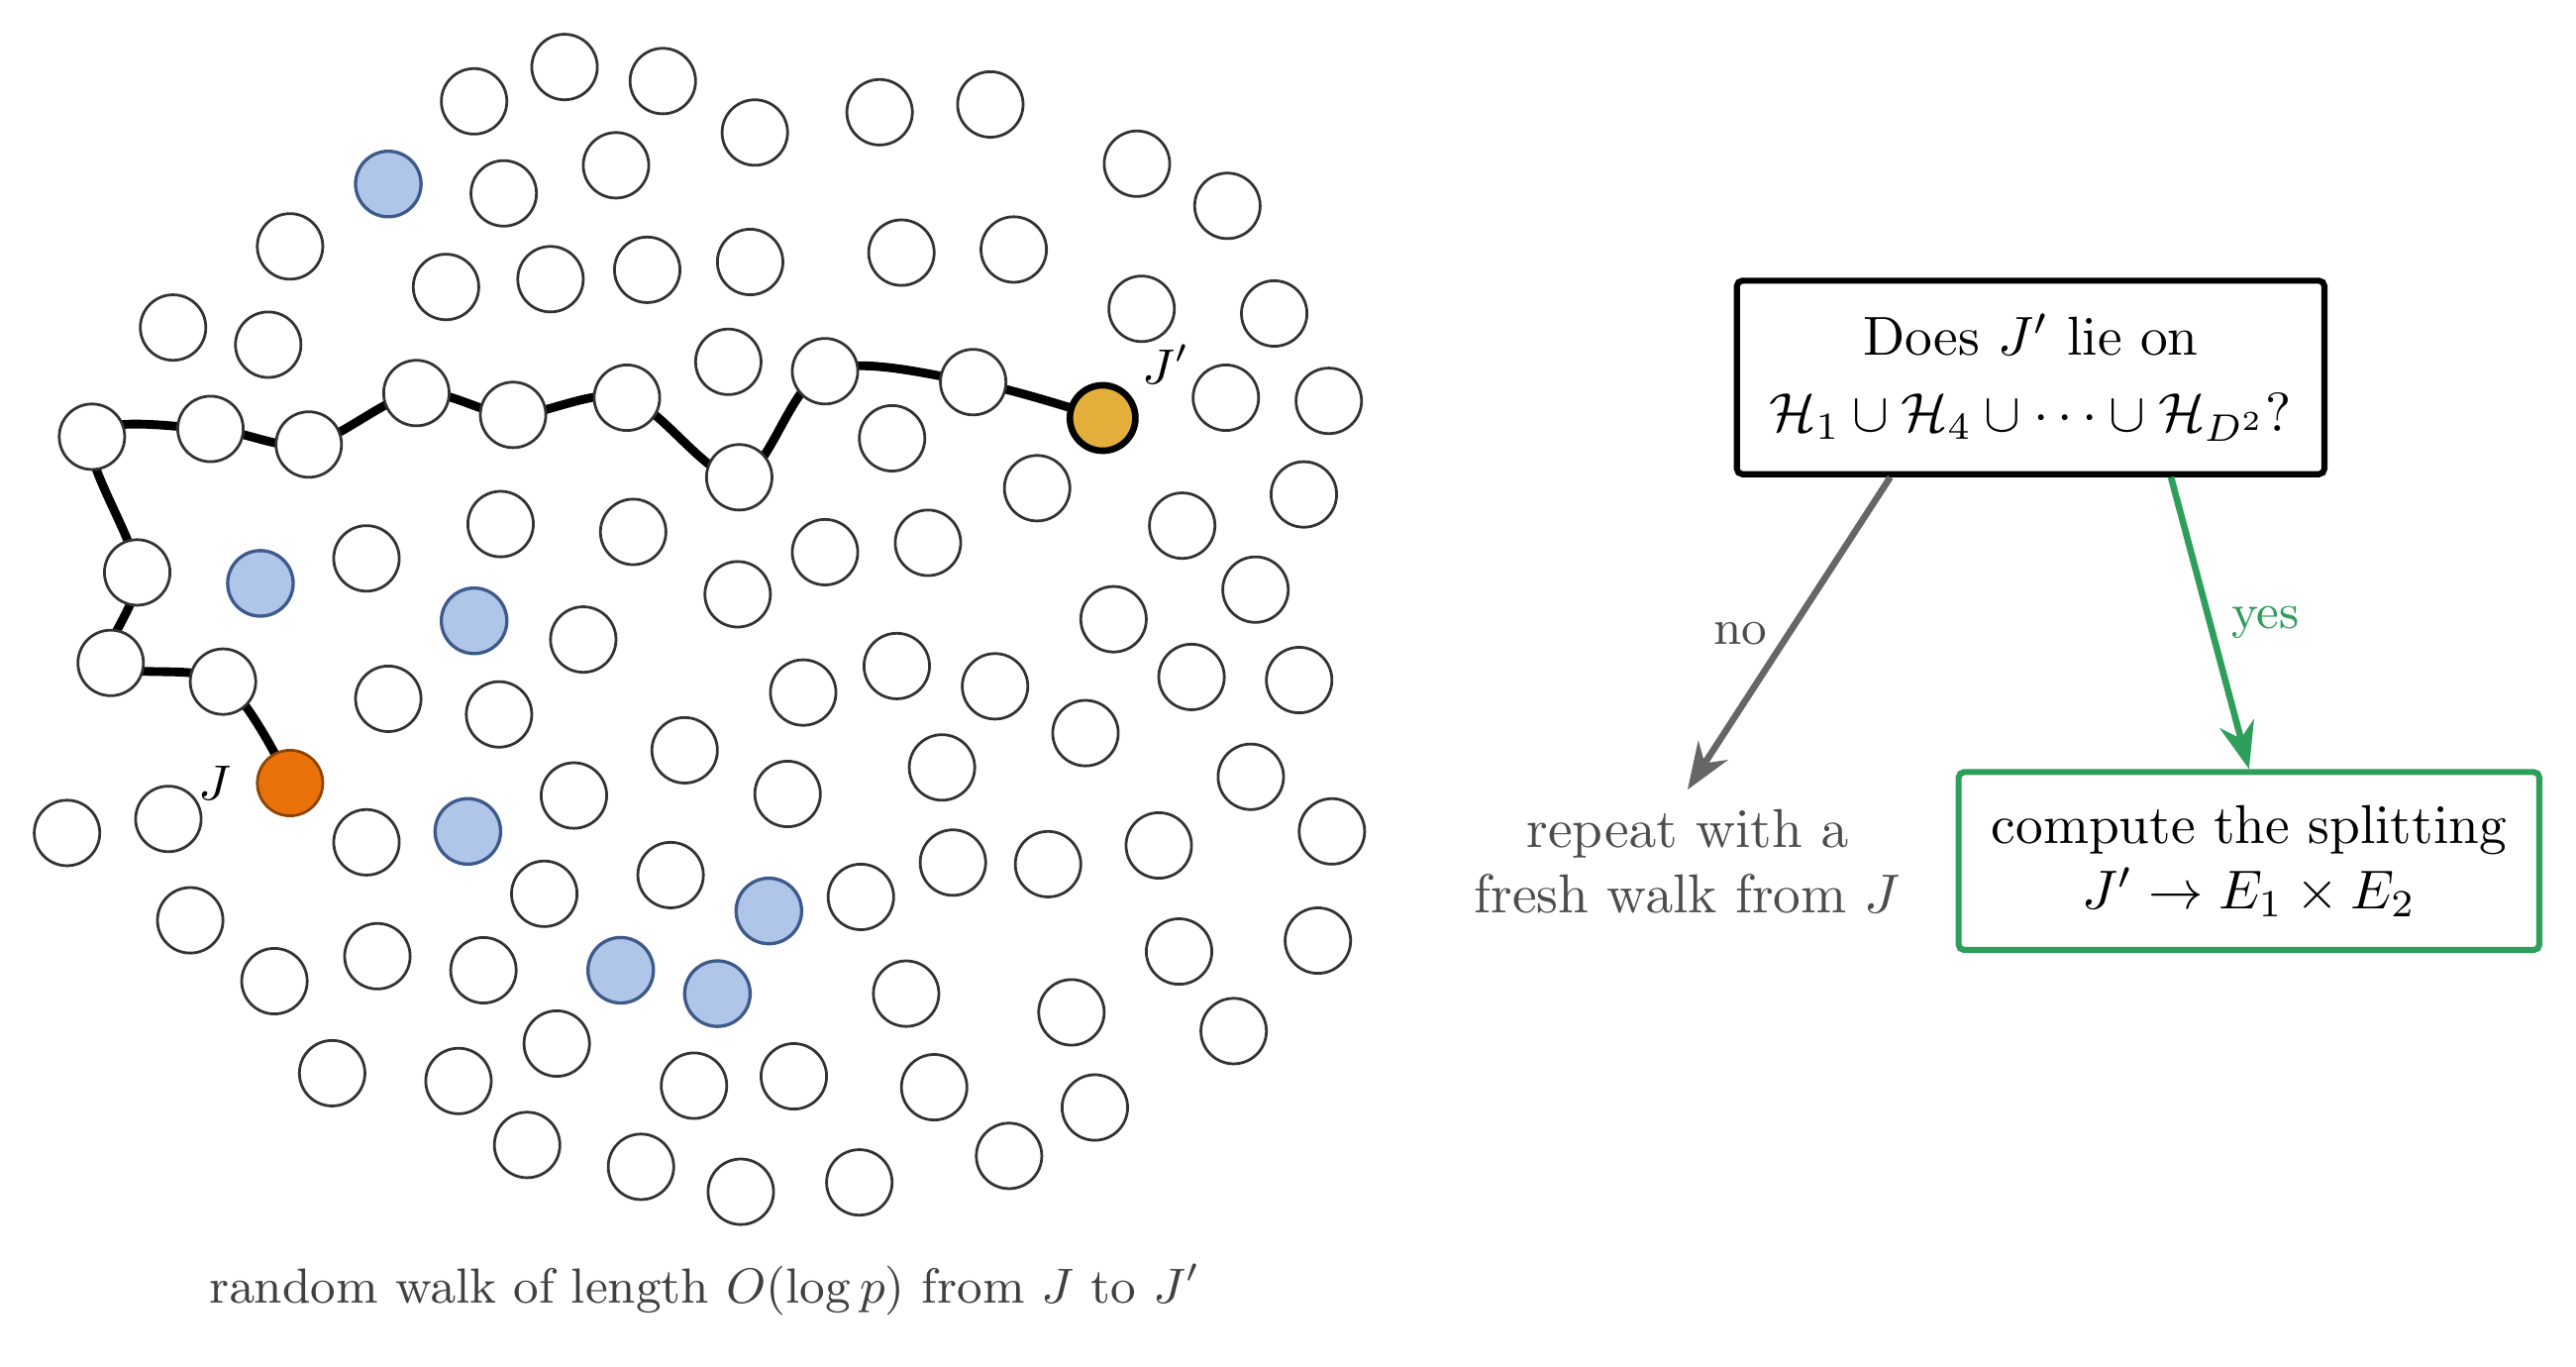 J′
J
random walk of length O(log p) from J to J′
Does J′ lie on
ℋ₁ ∪ ℋ₄ ∪ ⋯ ∪ ℋ_{D²}?
no
yes
repeat with a
fresh walk from J
compute the splitting
J′ → E₁ × E₂